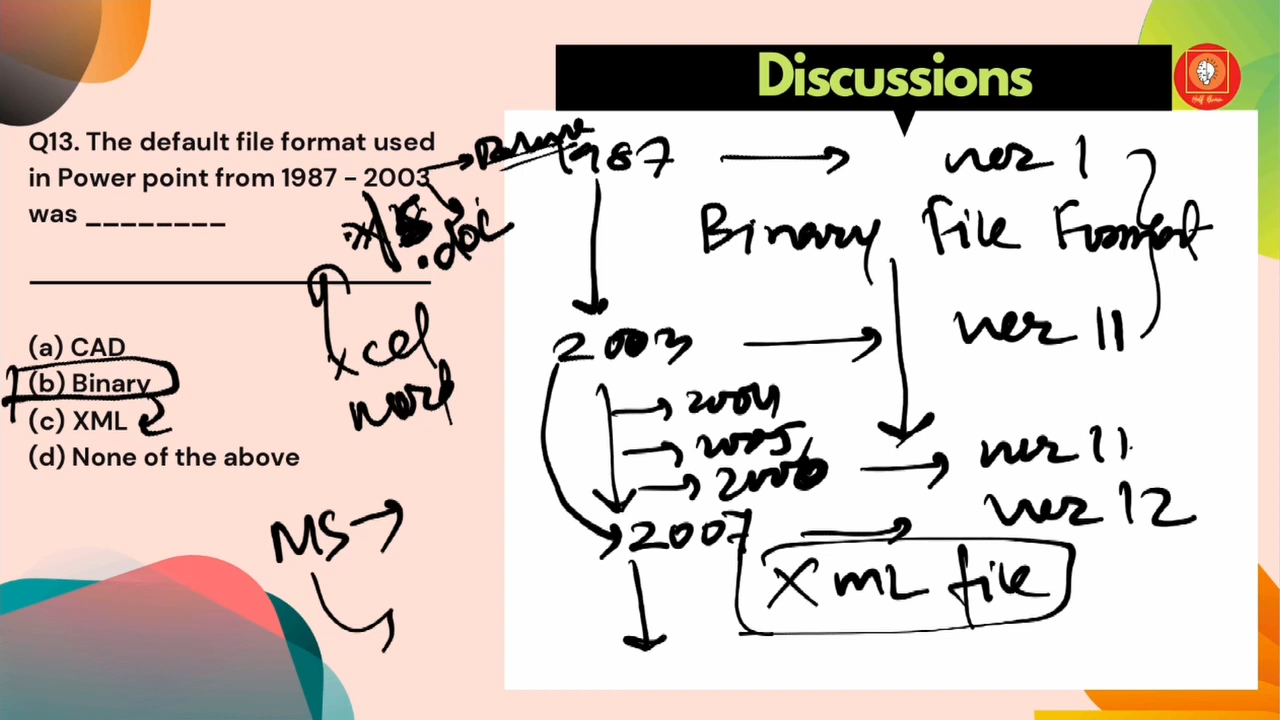 Discussions
Half Brain
Q13. The default file format used
in Power point from 1987 - 2003
was ________
(a) CAD
(b) Binary
(c) XML
(d) None of the above
.doc
xcel
word
MS
1987 ver 1
Binary File Format
2003 ver 11
2004
2005
2006 ver 11
2007 ver 12
XML file